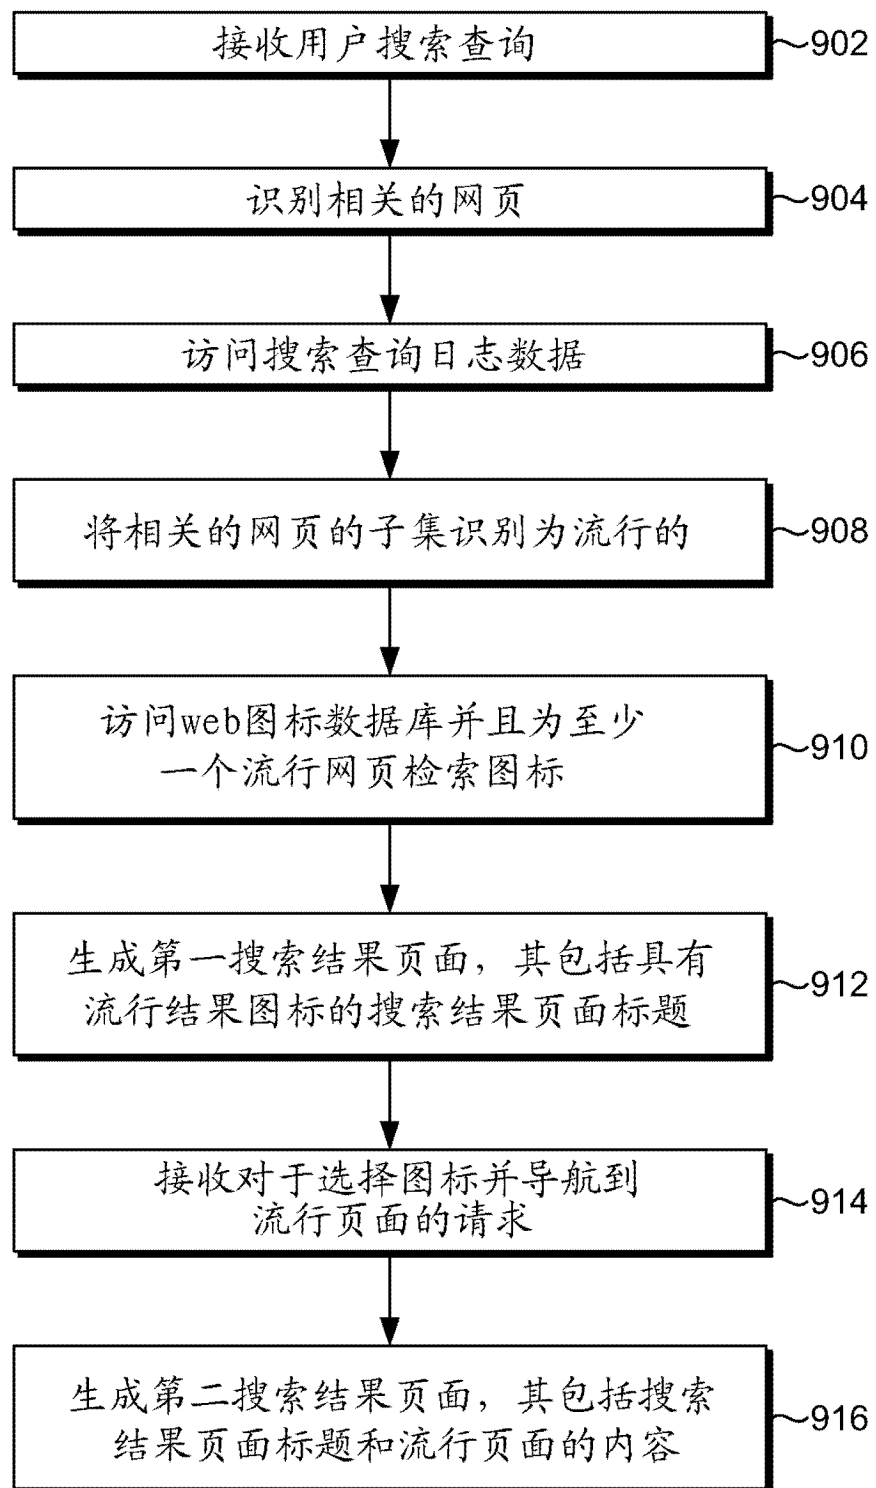 接收用户搜索查询
902
识别相关的网页
904
访问搜索查询日志数据
906
将相关的网页的子集识别为流行的
908
访问web图标数据库并且为至少
一个流行网页检索图标
910
生成第一搜索结果页面，其包括具有
流行结果图标的搜索结果页面标题
912
接收对于选择图标并导航到
流行页面的请求
914
生成第二搜索结果页面，其包括搜索
结果页面标题和流行页面的内容
916